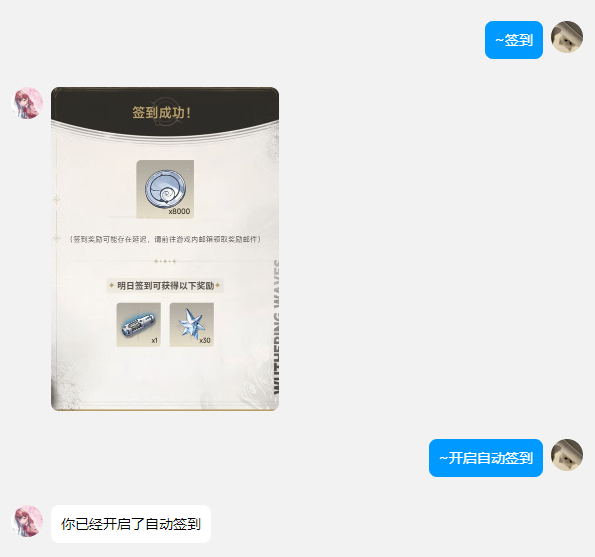 ~签到
签到成功！
x8000
（签到奖励可能存在延迟，请前往游戏内邮箱领取奖励邮件）
明日签到可获得以下奖励
x1
x30
WUTHERING WAVES
~开启自动签到
你已经开启了自动签到